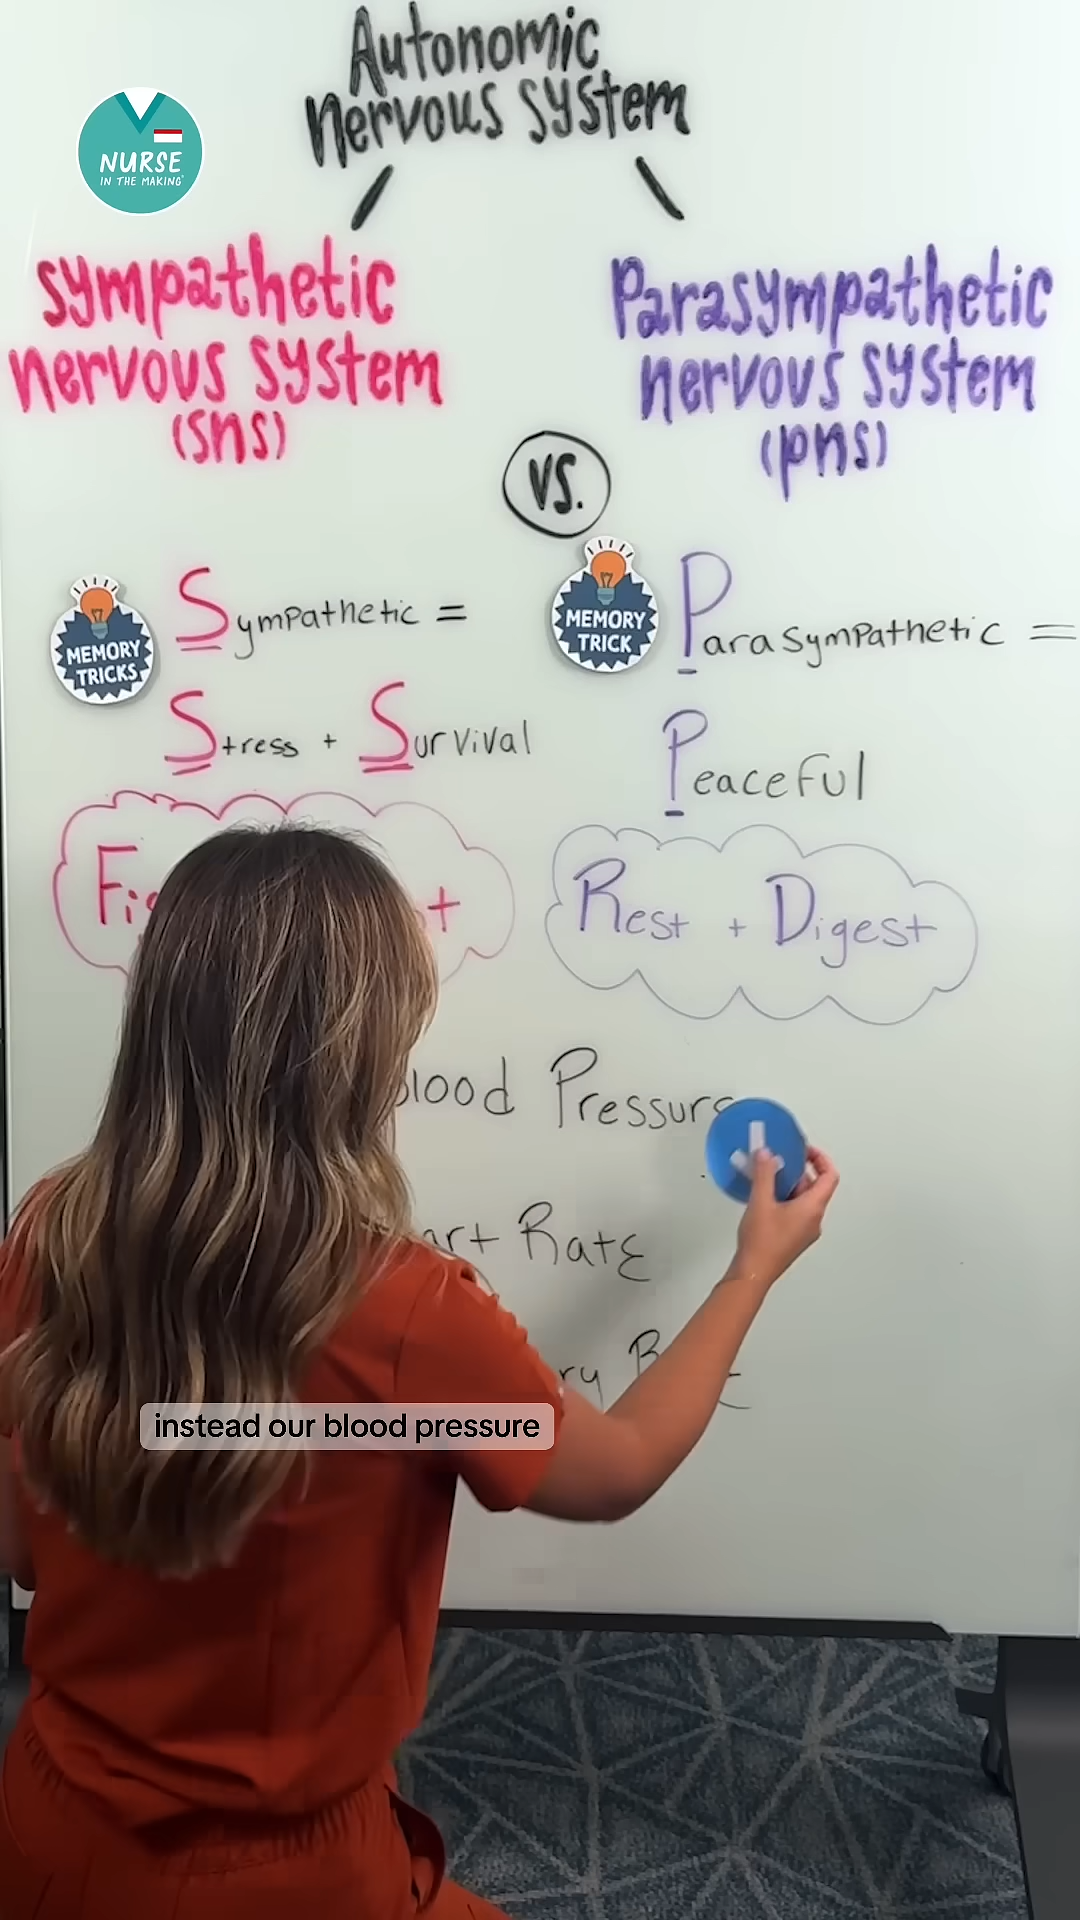 Autonomic
nervous system
NURSE
IN THE MAKING
sympathetic
nervous system
(sns)
Parasympathetic
nervous system
(pns)
vs.
MEMORY
TRICKS
Sympathetic =
Stress + Survival
MEMORY
TRICK
Parasympathetic =
Peaceful
Rest + Digest
Blood Pressure
Rate
instead our blood pressure